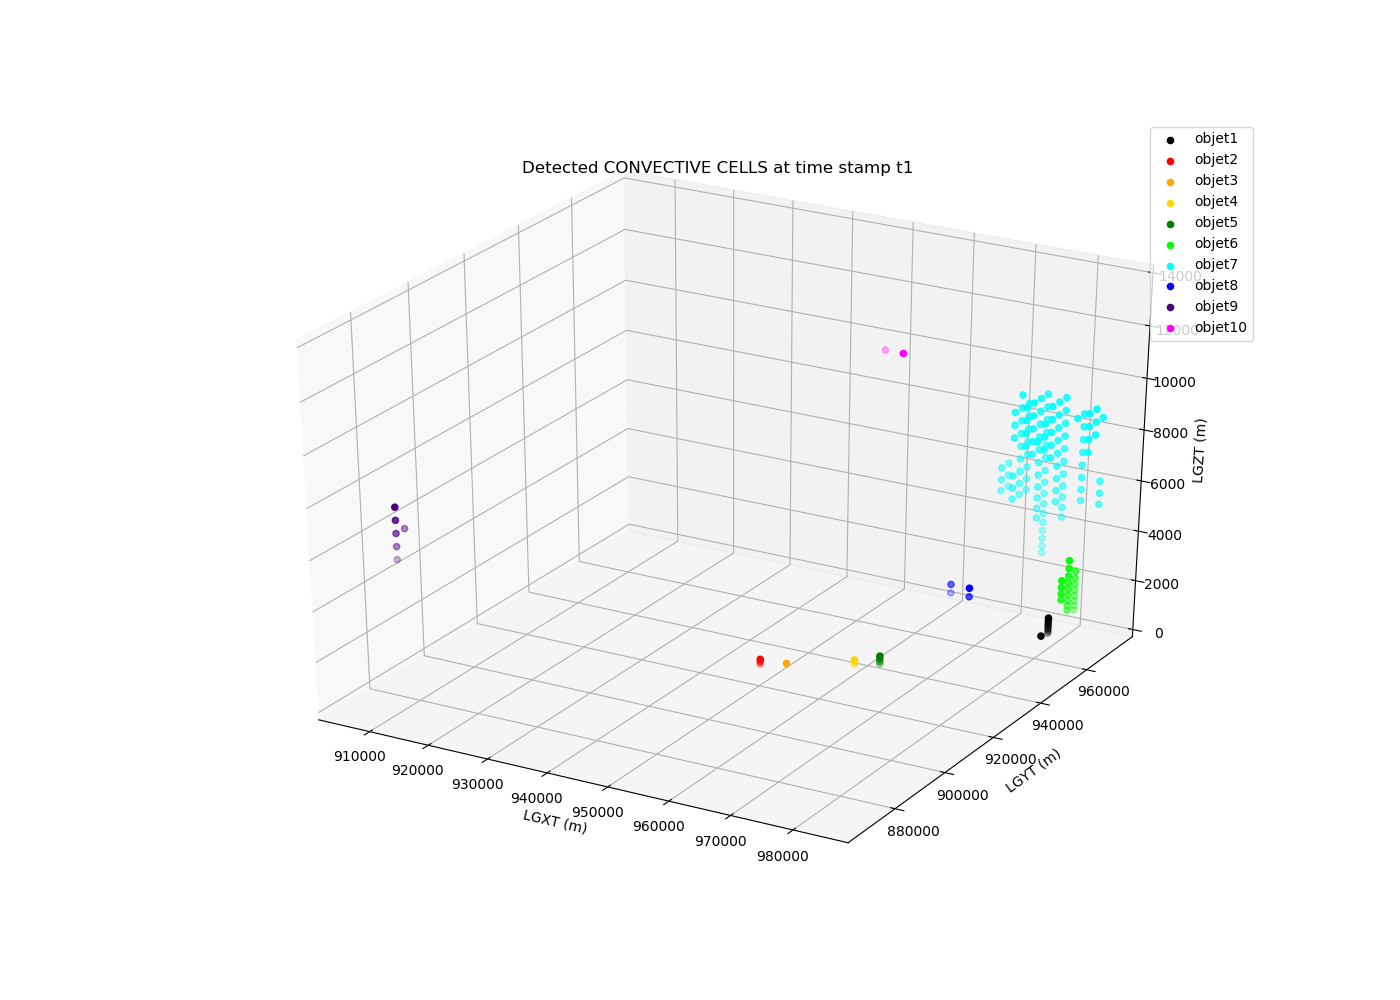 Detected CONVECTIVE CELLS at time stamp t1
objet1
objet2
objet3
objet4
objet5
objet6
objet7
objet8
objet9
objet10
14000
12000
10000
8000
6000
4000
2000
0
LGZT (m)
960000
940000
920000
900000
880000
LGYT (m)
910000
920000
930000
940000
950000
960000
970000
980000
LGXT (m)